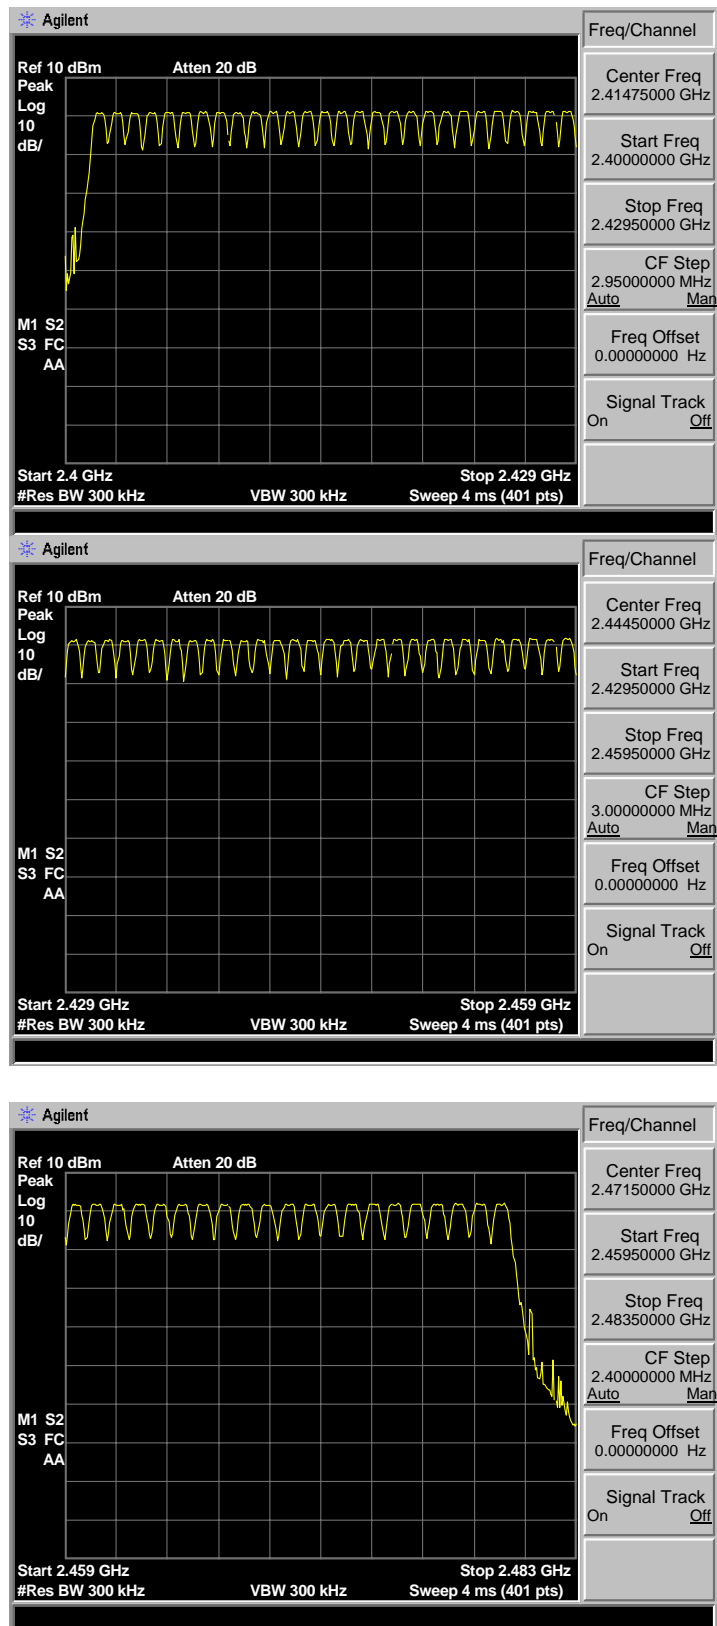 Agilent
Freq/Channel
Ref 10 dBm Atten 20 dB
Peak
Log
10
dB/
Center Freq
2.41475000 GHz
Start Freq
2.40000000 GHz
Stop Freq
2.42950000 GHz
CF Step
2.95000000 MHz
Auto Man
M1 S2
S3 FC
AA
Freq Offset
0.00000000 Hz
Signal Track
On Off
Start 2.4 GHz Stop 2.429 GHz
#Res BW 300 kHz VBW 300 kHz Sweep 4 ms (401 pts)
Agilent
Freq/Channel
Ref 10 dBm Atten 20 dB
Peak
Log
10
dB/
Center Freq
2.44450000 GHz
Start Freq
2.42950000 GHz
Stop Freq
2.45950000 GHz
CF Step
3.00000000 MHz
Auto Man
M1 S2
S3 FC
AA
Freq Offset
0.00000000 Hz
Signal Track
On Off
Start 2.429 GHz Stop 2.459 GHz
#Res BW 300 kHz VBW 300 kHz Sweep 4 ms (401 pts)
Agilent
Freq/Channel
Ref 10 dBm Atten 20 dB
Peak
Log
10
dB/
Center Freq
2.47150000 GHz
Start Freq
2.45950000 GHz
Stop Freq
2.48350000 GHz
CF Step
2.40000000 MHz
Auto Man
M1 S2
S3 FC
AA
Freq Offset
0.00000000 Hz
Signal Track
On Off
Start 2.459 GHz Stop 2.483 GHz
#Res BW 300 kHz VBW 300 kHz Sweep 4 ms (401 pts)